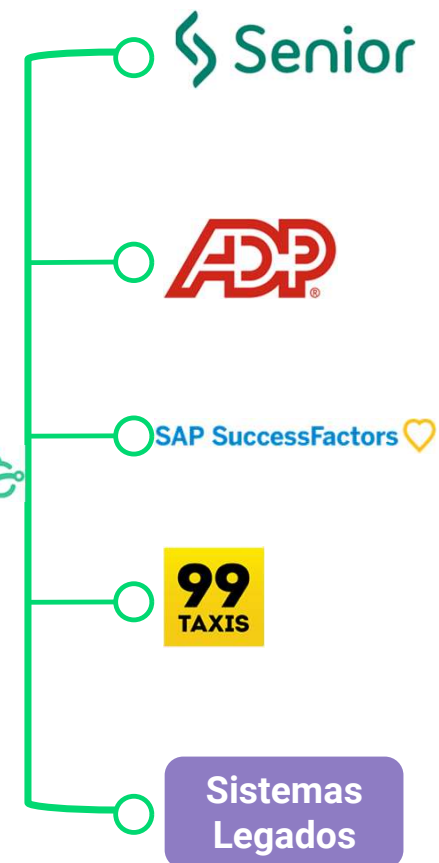 Senior
ADP®
SAP SuccessFactors
99
TAXIS
Sistemas
Legados